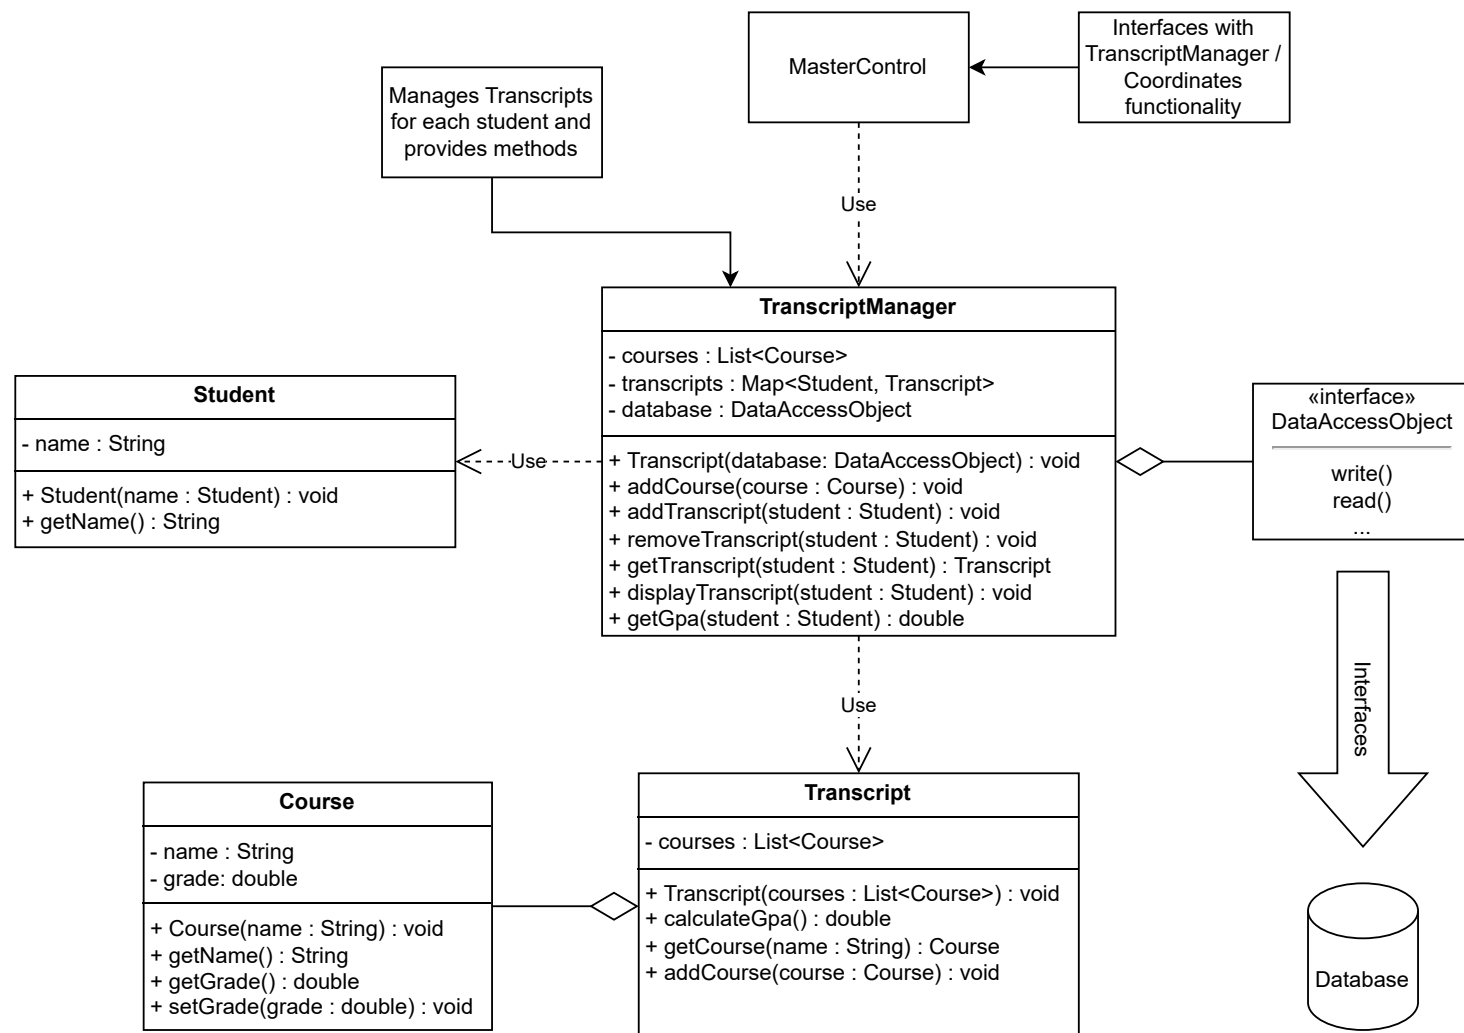 MasterControl
Interfaces with
TranscriptManager /
Coordinates
functionality
Manages Transcripts
for each student and
provides methods
Use
TranscriptManager
- courses : List<Course>
- transcripts : Map<Student, Transcript>
- database : DataAccessObject
+ Transcript(database: DataAccessObject) : void
+ addCourse(course : Course) : void
+ addTranscript(student : Student) : void
+ removeTranscript(student : Student) : void
+ getTranscript(student : Student) : Transcript
+ displayTranscript(student : Student) : void
+ getGpa(student : Student) : double
Student
- name : String
+ Student(name : Student) : void
+ getName() : String
Use
«interface»
DataAccessObject
write()
read()
...
Use
Interfaces
Course
- name : String
- grade: double
+ Course(name : String) : void
+ getName() : String
+ getGrade() : double
+ setGrade(grade : double) : void
Transcript
- courses : List<Course>
+ Transcript(courses : List<Course>) : void
+ calculateGpa() : double
+ getCourse(name : String) : Course
+ addCourse(course : Course) : void
Database